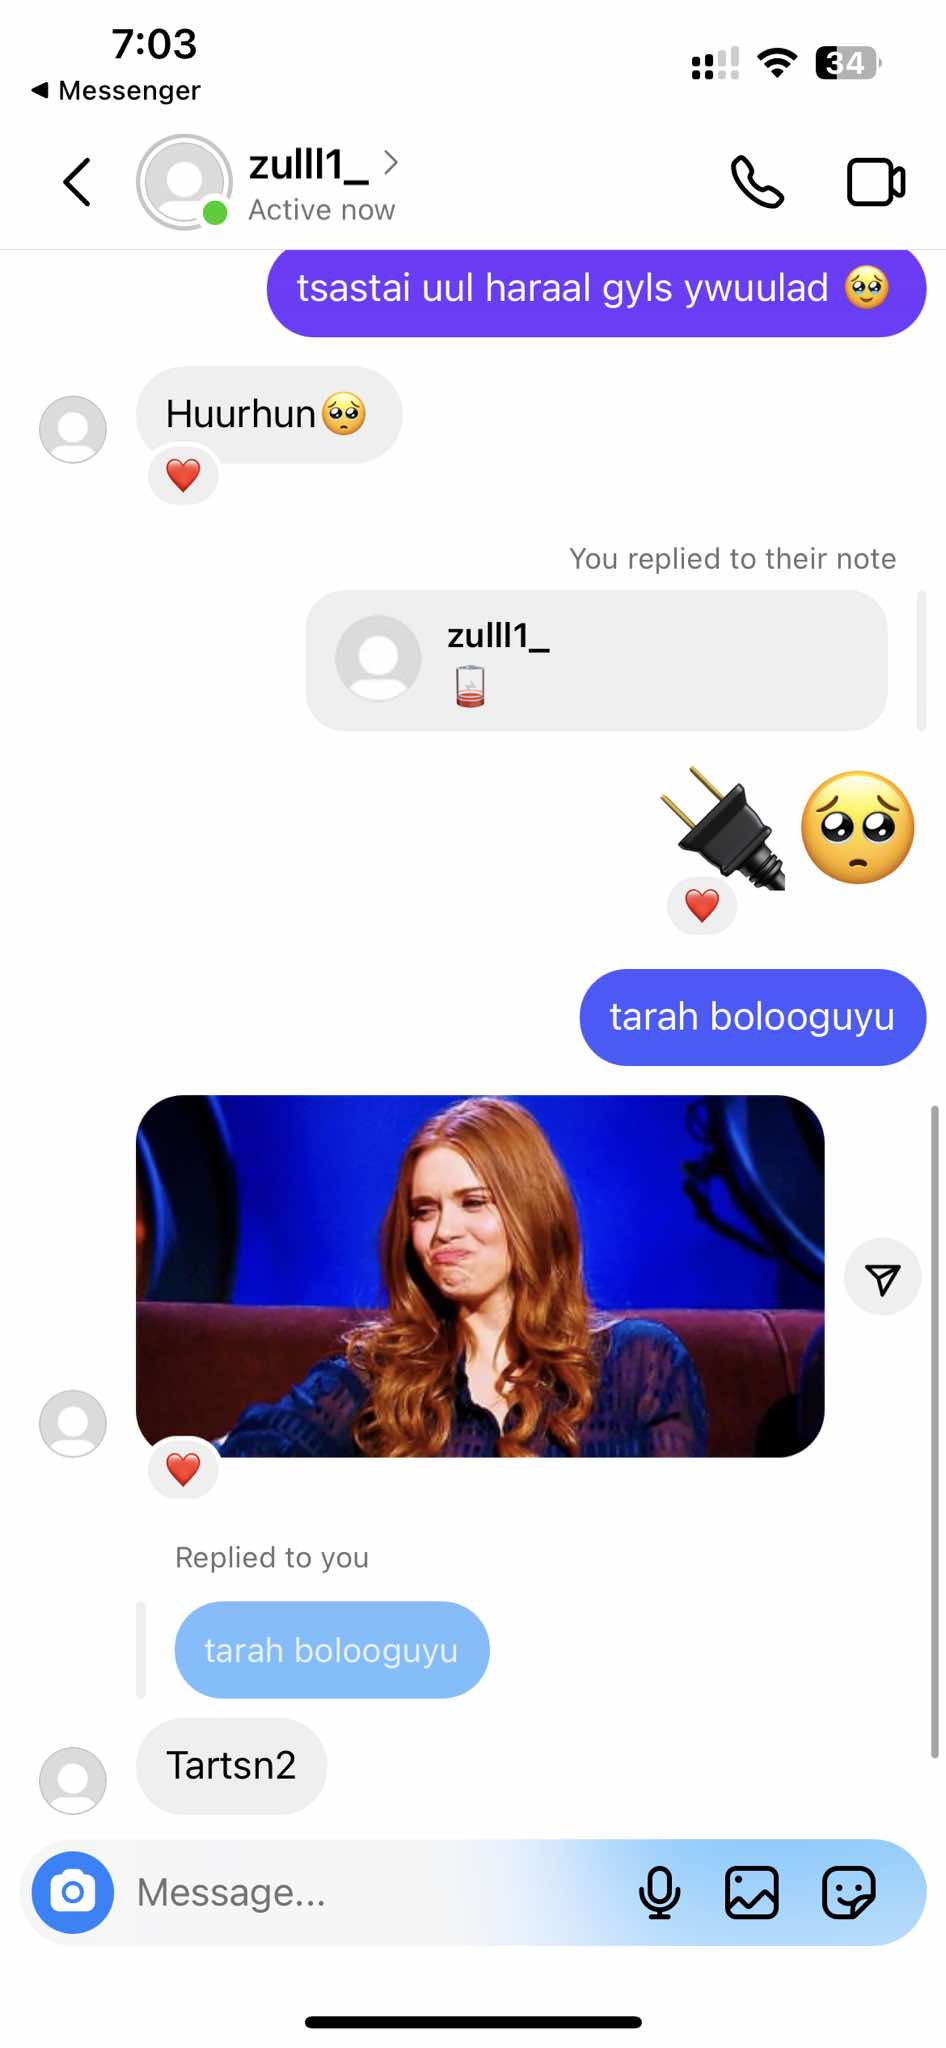 7:03
34
◀ Messenger
zulll1_
Active now
tsastai uul haraal gyls ywuulad 🥹
Huurhun🥺
❤️
You replied to their note
zulll1_
🪫
🔌🥺
❤️
tarah bolooguyu
❤️
Replied to you
tarah bolooguyu
Tartsn2
Message...